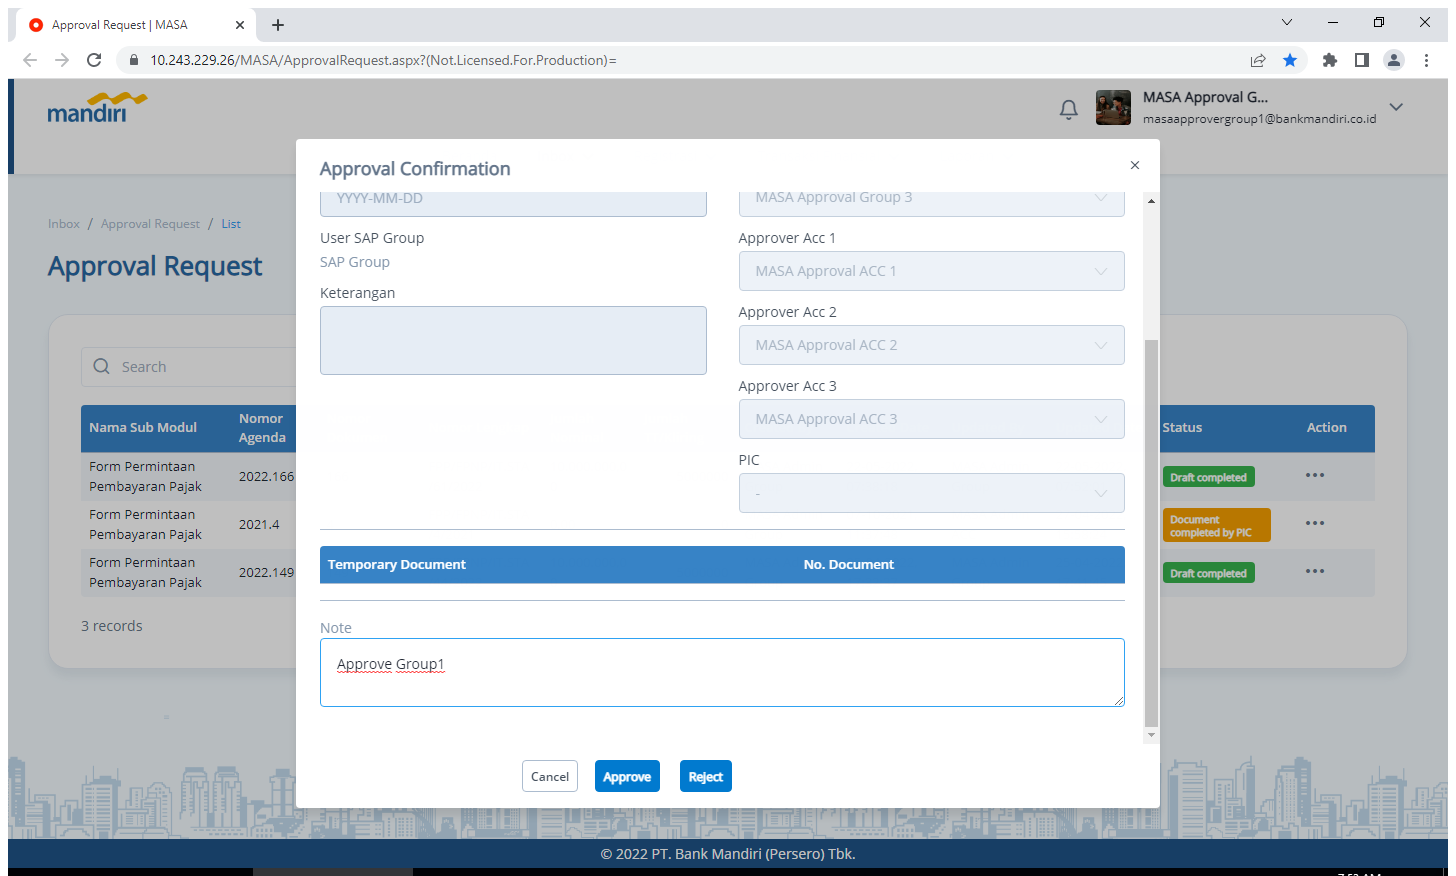 Approval Request | MASA
10.243.229.26/MASA/ApprovalRequest.aspx?(Not.Licensed.For.Production)=
mandiri
MASA Approval G...
masaapprovergroup1@bankmandiri.co.id
Inbox / Approval Request / List
Approval Request
Search
Nama Sub Modul
Nomor
Agenda
Status
Action
Form Permintaan
Pembayaran Pajak
2022.166
Draft completed
Form Permintaan
Pembayaran Pajak
2021.4
Document
completed by PIC
Form Permintaan
Pembayaran Pajak
2022.149
Draft completed
3 records
Approval Confirmation
YYYY-MM-DD
User SAP Group
SAP Group
Keterangan
MASA Approval Group 3
Approver Acc 1
MASA Approval ACC 1
Approver Acc 2
MASA Approval ACC 2
Approver Acc 3
MASA Approval ACC 3
PIC
-
Temporary Document
No. Document
Note
Approve Group1
Cancel
Approve
Reject
© 2022 PT. Bank Mandiri (Persero) Tbk.